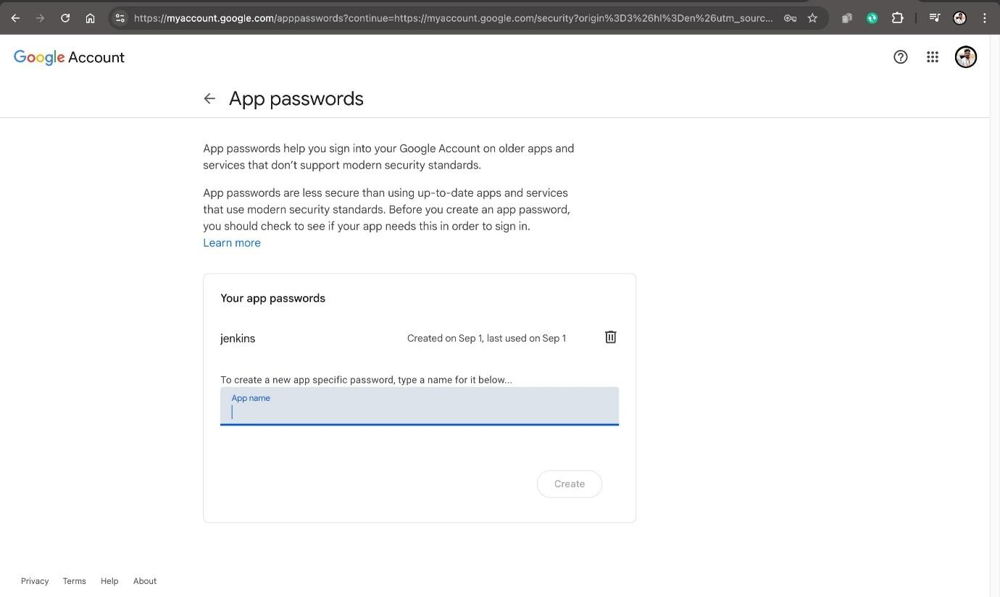 https://myaccount.google.com/apppasswords?continue=https://myaccount.google.com/security?origin%3D3%26hl%3Den%26utm_sourc...
Google Account
App passwords
App passwords help you sign into your Google Account on older apps and
services that don’t support modern security standards.
App passwords are less secure than using up-to-date apps and services
that use modern security standards. Before you create an app password,
you should check to see if your app needs this in order to sign in.
Learn more
Your app passwords
jenkins Created on Sep 1, last used on Sep 1
To create a new app specific password, type a name for it below...
App name
Create
Privacy Terms Help About